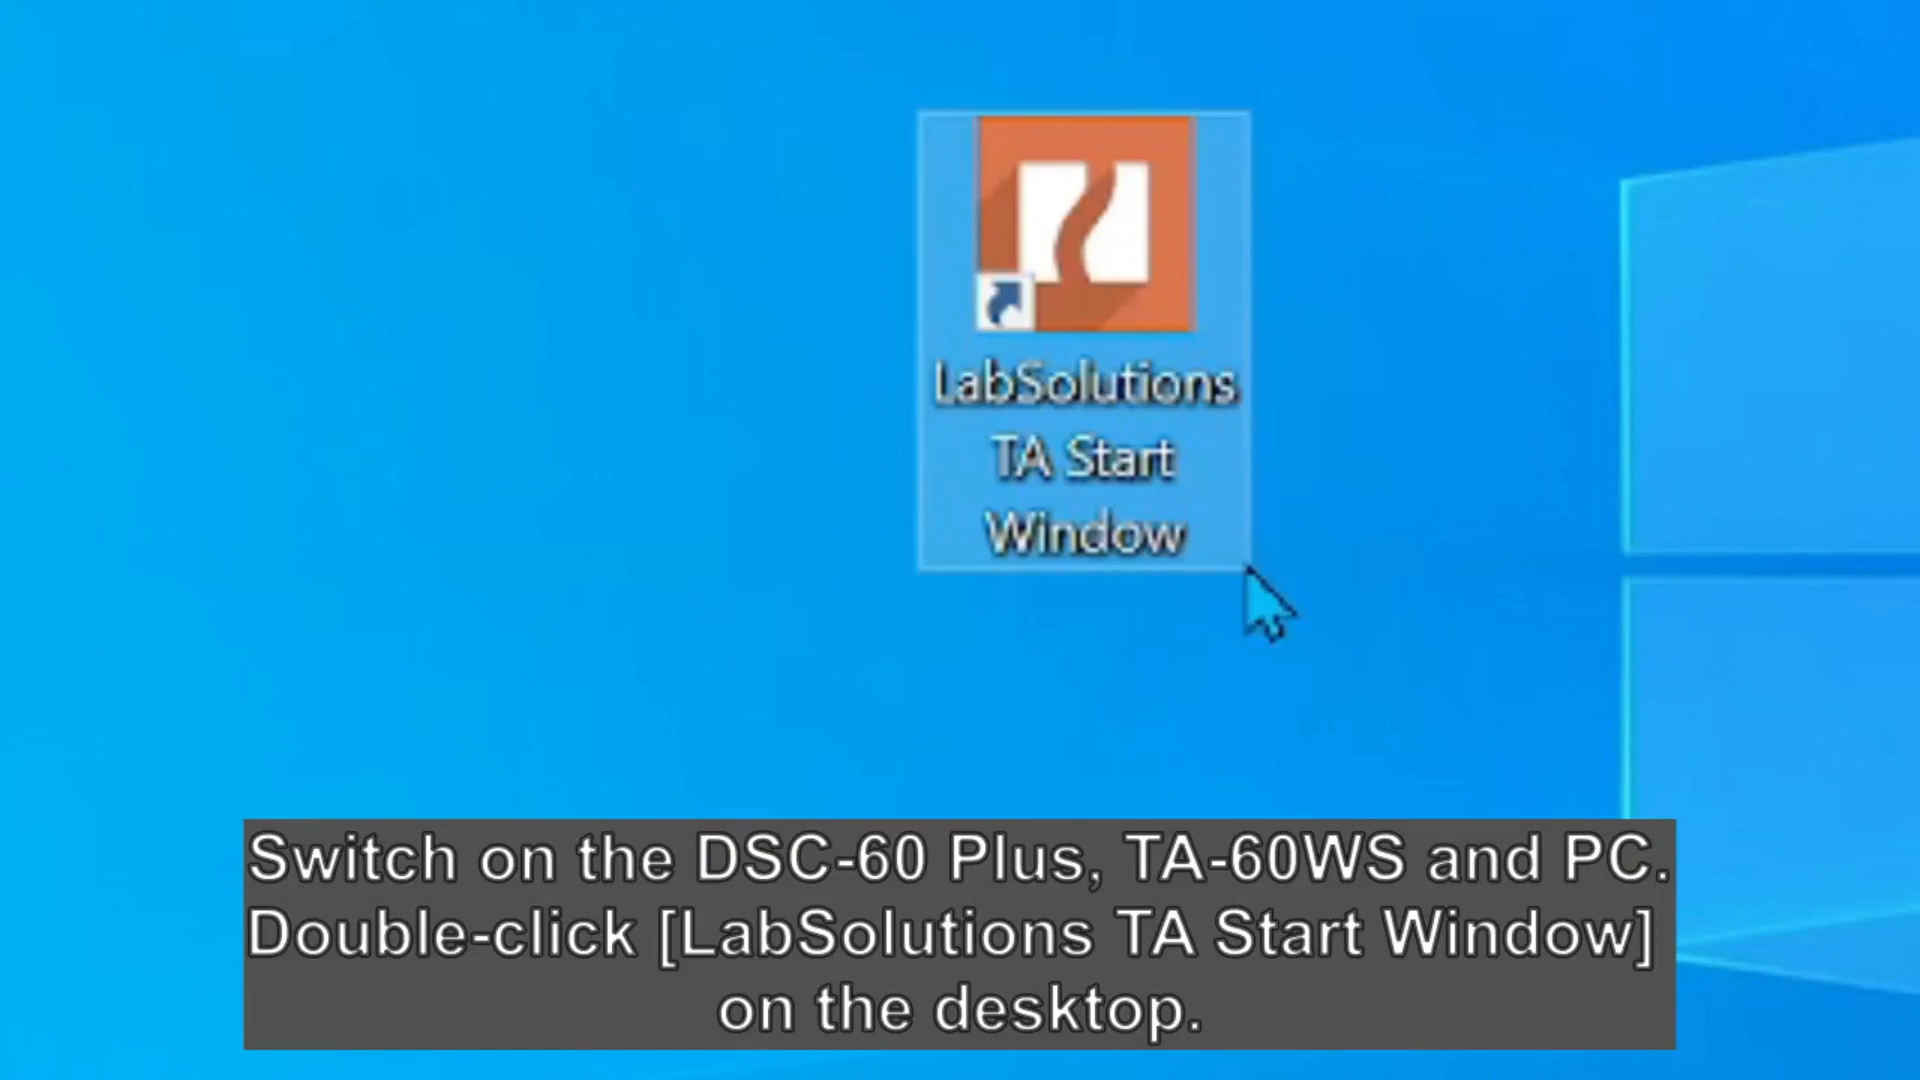 LabSolutions
TA Start
Window
Switch on the DSC-60 Plus, TA-60WS and PC.
Double-click [LabSolutions TA Start Window]
on the desktop.